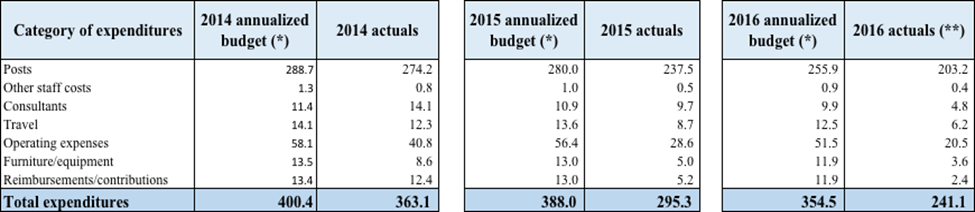 Category of expenditures 2014 annualized budget (*) 2014 actuals 2015 annualized budget (*) 2015 actuals 2016 annualized budget (*) 2016 actuals (**)
Posts 288.7 274.2 280.0 237.5 255.9 203.2
Other staff costs 1.3 0.8 1.0 0.5 0.9 0.4
Consultants 11.4 14.1 10.9 9.7 9.9 4.8
Travel 14.1 12.3 13.6 8.7 12.5 6.2
Operating expenses 58.1 40.8 56.4 28.6 51.5 20.5
Furniture/equipment 13.5 8.6 13.0 5.0 11.9 3.6
Reimbursements/contributions 13.4 12.4 13.0 5.2 11.9 2.4
Total expenditures 400.4 363.1 388.0 295.3 354.5 241.1